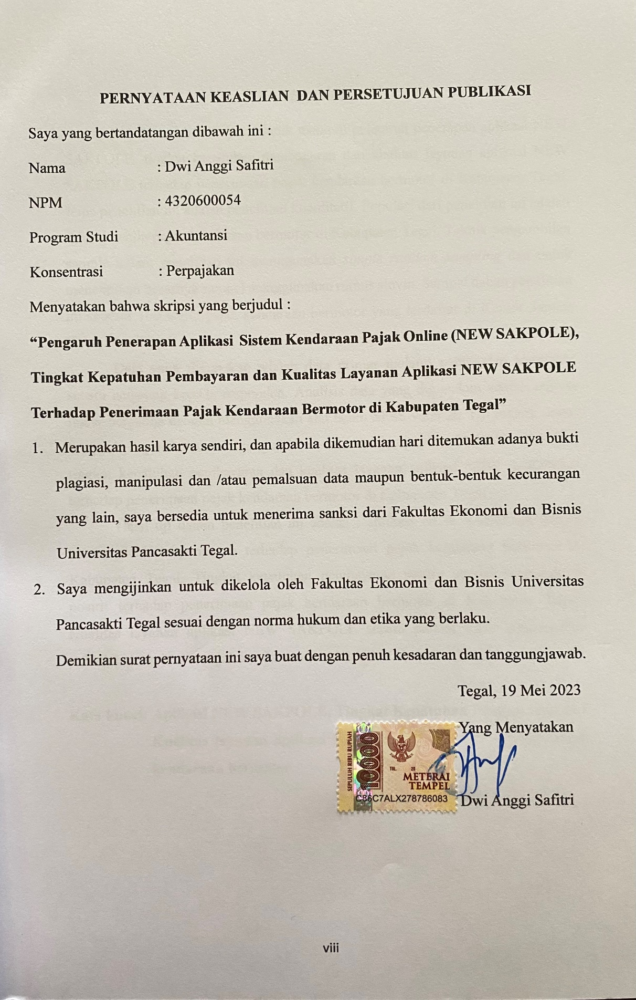 PERNYATAAN KEASLIAN DAN PERSETUJUAN PUBLIKASI
Saya yang bertandatangan dibawah ini :
Nama : Dwi Anggi Safitri
NPM : 4320600054
Program Studi : Akuntansi
Konsentrasi : Perpajakan
Menyatakan bahwa skripsi yang berjudul :
“Pengaruh Penerapan Aplikasi Sistem Kendaraan Pajak Online (NEW SAKPOLE),
Tingkat Kepatuhan Pembayaran dan Kualitas Layanan Aplikasi NEW SAKPOLE
Terhadap Penerimaan Pajak Kendaraan Bermotor di Kabupaten Tegal”
1. Merupakan hasil karya sendiri, dan apabila dikemudian hari ditemukan adanya bukti
plagiasi, manipulasi dan /atau pemalsuan data maupun bentuk-bentuk kecurangan
yang lain, saya bersedia untuk menerima sanksi dari Fakultas Ekonomi dan Bisnis
Universitas Pancasakti Tegal.
2. Saya mengijinkan untuk dikelola oleh Fakultas Ekonomi dan Bisnis Universitas
Pancasakti Tegal sesuai dengan norma hukum dan etika yang berlaku.
Demikian surat pernyataan ini saya buat dengan penuh kesadaran dan tanggungjawab.
Tegal, 19 Mei 2023
Yang Menyatakan
SEPULUH RIBU RUPIAH
10000
TGL. 20
METERAI
TEMPEL
C86C7ALX278786083
Dwi Anggi Safitri
viii